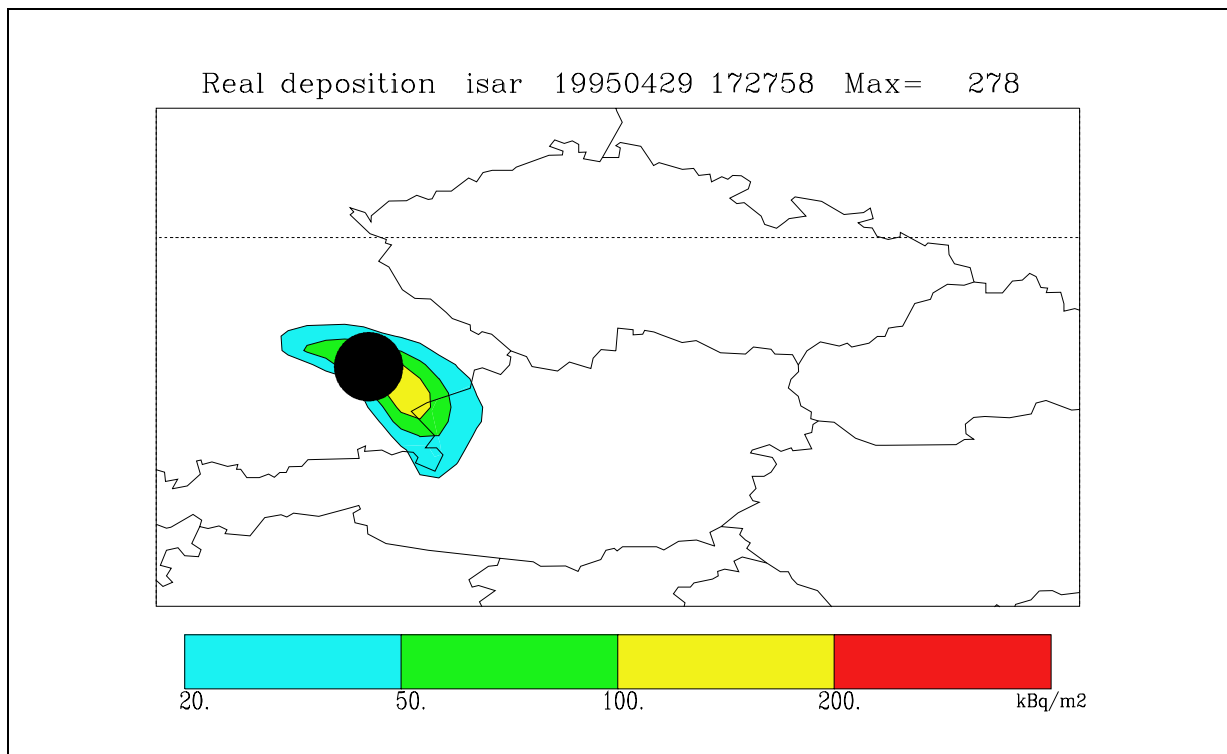 Real deposition isar 19950429 172758 Max= 278
20. 50. 100. 200. kBq/m2